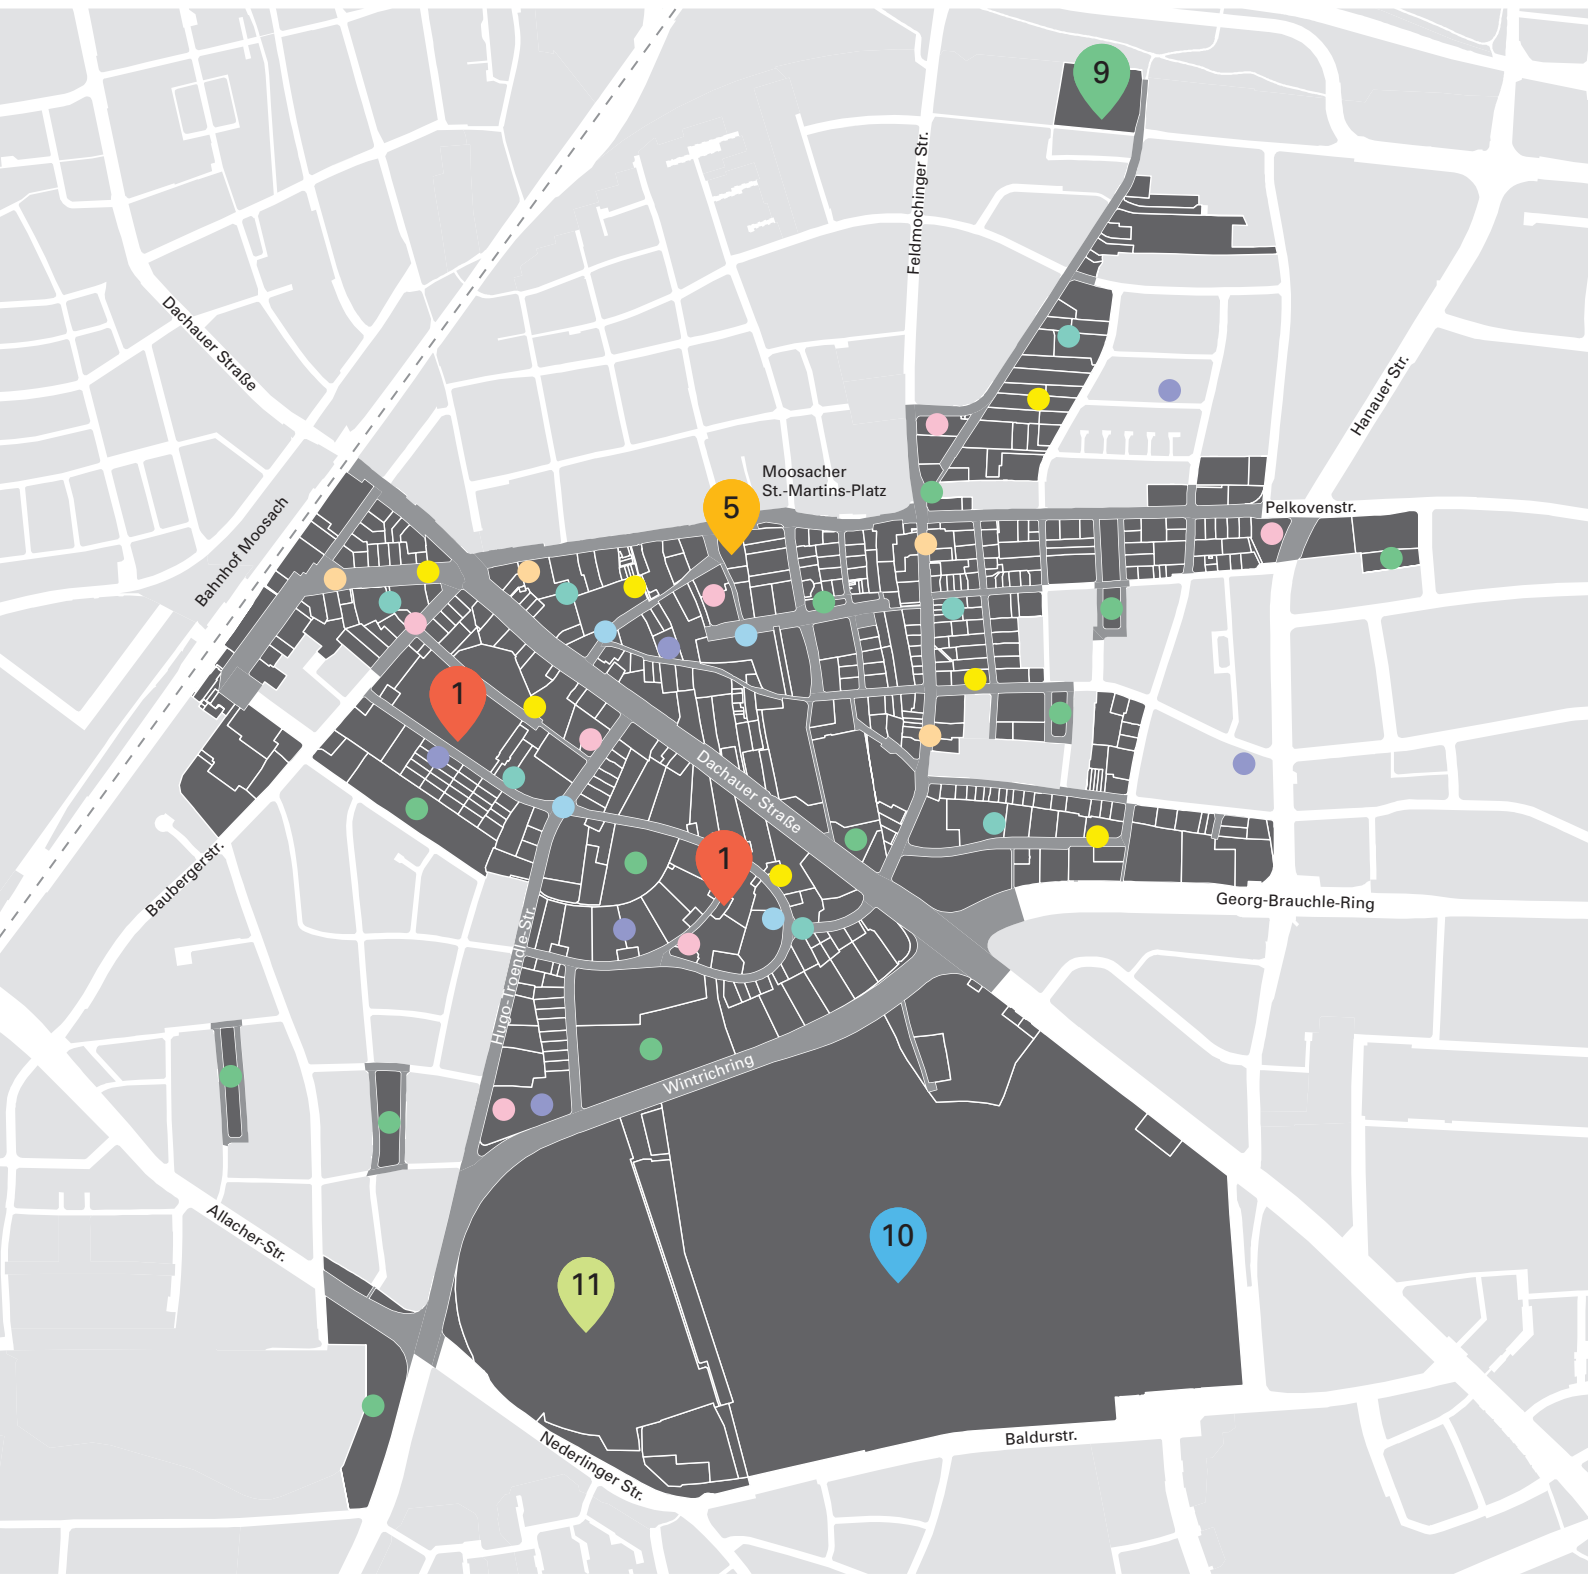 9
Feldmochinger Str.
Dachauer Straße
Hanauer Str.
Moosacher
St.-Martins-Platz
5
Pelkovenstr.
Bahnhof Moosach
1
Dachauer Straße
1
Baubergerstr.
Georg-Brauchle-Ring
Hugo-Troendle-Str.
Wintrichring
Allacher-Str.
10
11
Baldurstr.
Nederlinger Str.